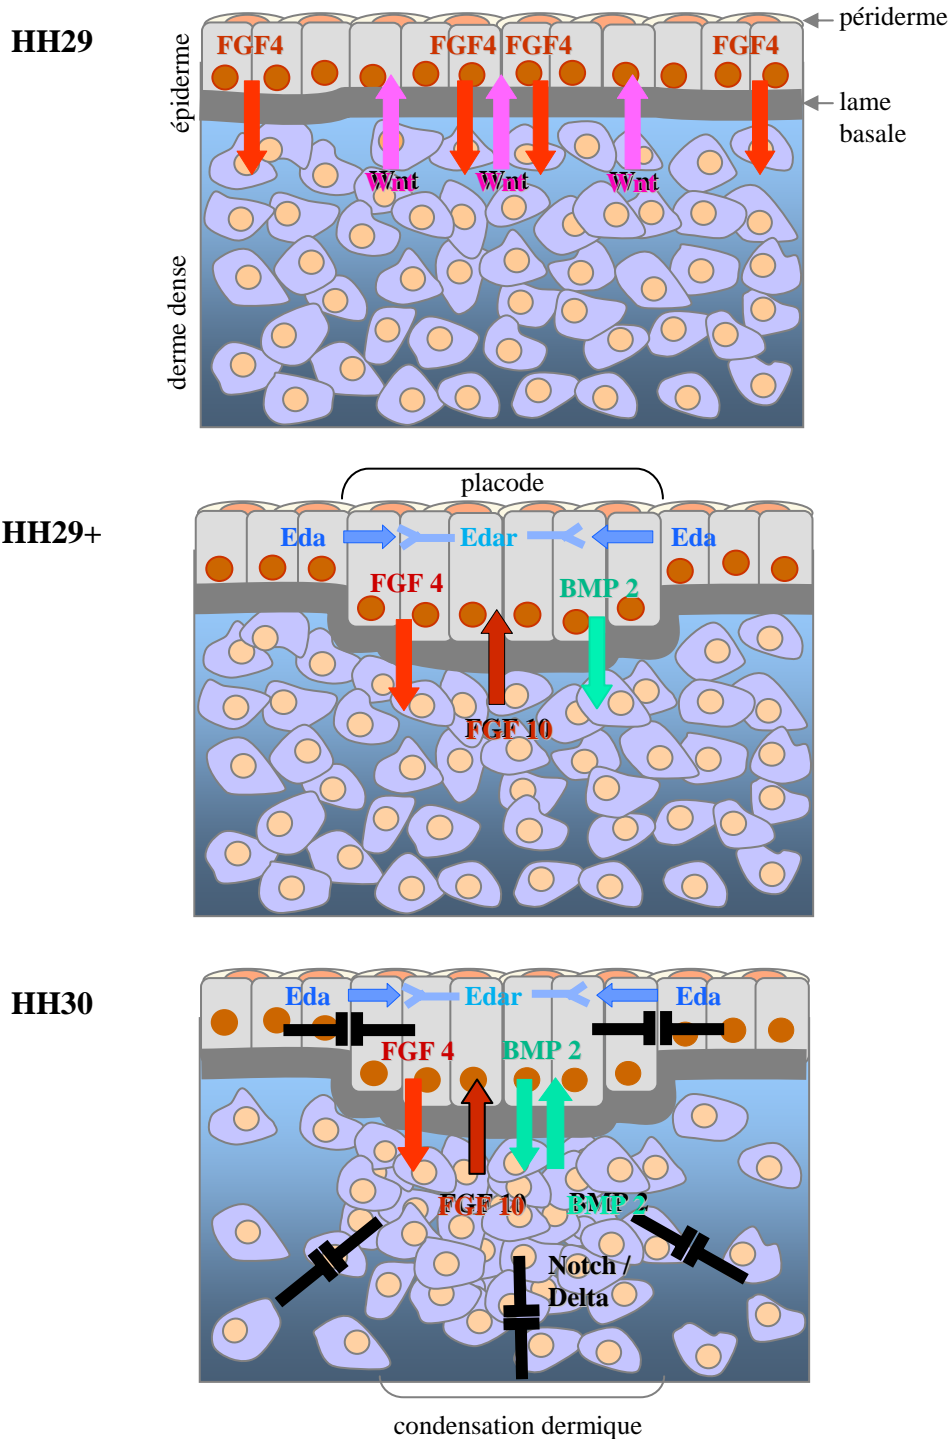 HH29
périderme
FGF4 FGF4 FGF4 FGF4
épiderme
lame
basale
Wnt Wnt Wnt
derme dense
placode
HH29+
Eda Edar Eda
FGF 4 BMP 2
FGF 10
HH30
Eda Edar Eda
FGF 4 BMP 2
FGF 10 BMP 2
Notch /
Delta
condensation dermique